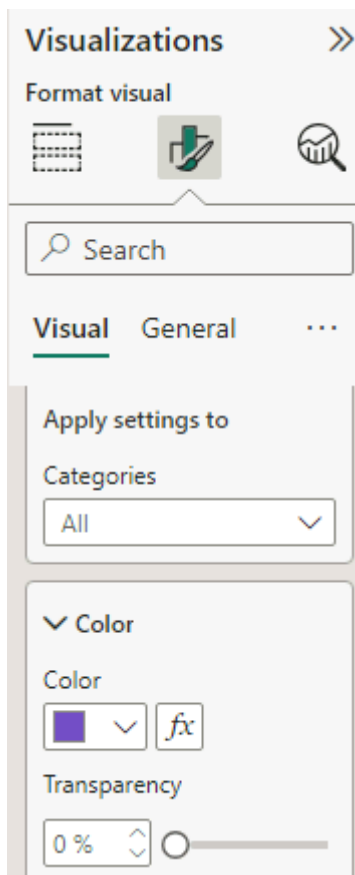 Visualizations
Format visual
Search
Visual General ...
Apply settings to
Categories
All
Color
Color
fx
Transparency
0 %